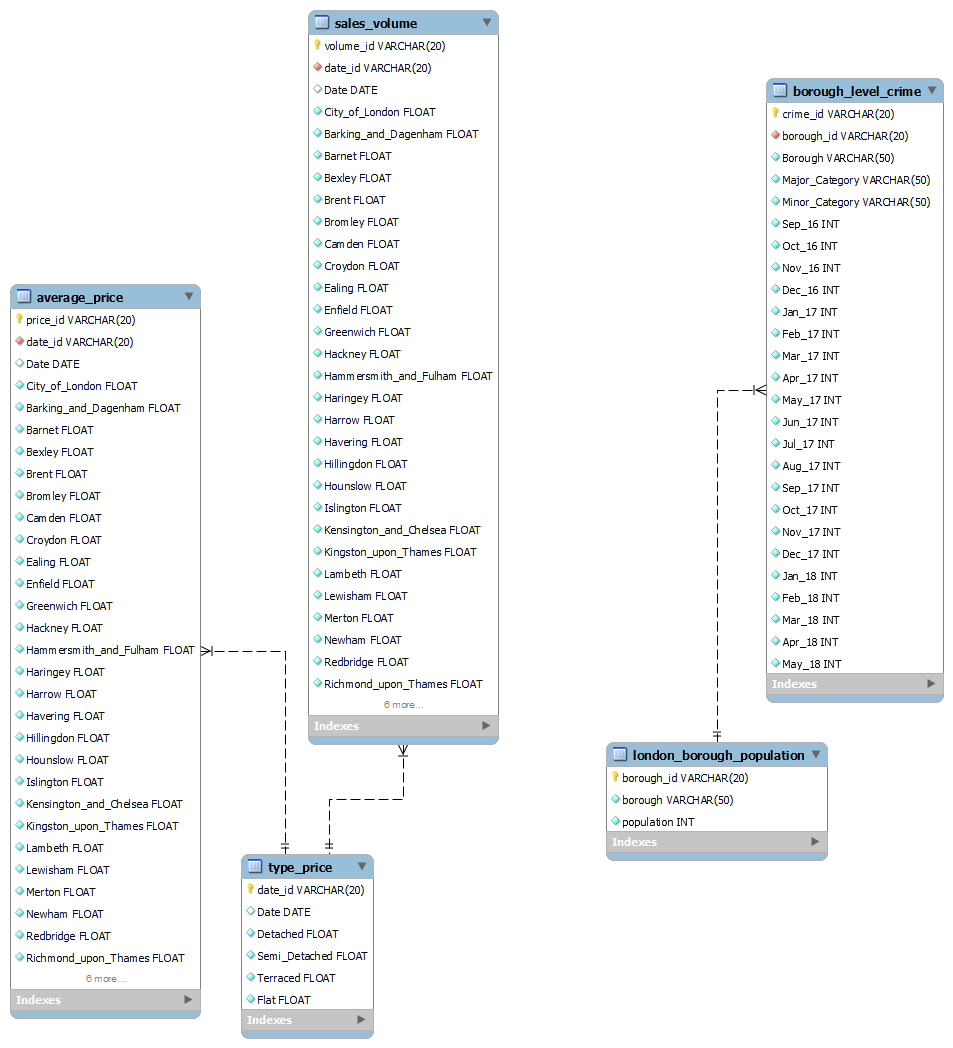 sales_volume
volume_id VARCHAR(20)
date_id VARCHAR(20)
Date DATE
City_of_London FLOAT
Barking_and_Dagenham FLOAT
Barnet FLOAT
Bexley FLOAT
Brent FLOAT
Bromley FLOAT
Camden FLOAT
Croydon FLOAT
Ealing FLOAT
Enfield FLOAT
Greenwich FLOAT
Hackney FLOAT
Hammersmith_and_Fulham FLOAT
Haringey FLOAT
Harrow FLOAT
Havering FLOAT
Hillingdon FLOAT
Hounslow FLOAT
Islington FLOAT
Kensington_and_Chelsea FLOAT
Kingston_upon_Thames FLOAT
Lambeth FLOAT
Lewisham FLOAT
Merton FLOAT
Newham FLOAT
Redbridge FLOAT
Richmond_upon_Thames FLOAT
6 more...
Indexes
borough_level_crime
crime_id VARCHAR(20)
borough_id VARCHAR(20)
Borough VARCHAR(50)
Major_Category VARCHAR(50)
Minor_Category VARCHAR(50)
Sep_16 INT
Oct_16 INT
Nov_16 INT
Dec_16 INT
Jan_17 INT
Feb_17 INT
Mar_17 INT
Apr_17 INT
May_17 INT
Jun_17 INT
Jul_17 INT
Aug_17 INT
Sep_17 INT
Oct_17 INT
Nov_17 INT
Dec_17 INT
Jan_18 INT
Feb_18 INT
Mar_18 INT
Apr_18 INT
May_18 INT
Indexes
average_price
price_id VARCHAR(20)
date_id VARCHAR(20)
Date DATE
City_of_London FLOAT
Barking_and_Dagenham FLOAT
Barnet FLOAT
Bexley FLOAT
Brent FLOAT
Bromley FLOAT
Camden FLOAT
Croydon FLOAT
Ealing FLOAT
Enfield FLOAT
Greenwich FLOAT
Hackney FLOAT
Hammersmith_and_Fulham FLOAT
Haringey FLOAT
Harrow FLOAT
Havering FLOAT
Hillingdon FLOAT
Hounslow FLOAT
Islington FLOAT
Kensington_and_Chelsea FLOAT
Kingston_upon_Thames FLOAT
Lambeth FLOAT
Lewisham FLOAT
Merton FLOAT
Newham FLOAT
Redbridge FLOAT
Richmond_upon_Thames FLOAT
6 more...
Indexes
london_borough_population
borough_id VARCHAR(20)
borough VARCHAR(50)
population INT
Indexes
type_price
date_id VARCHAR(20)
Date DATE
Detached FLOAT
Semi_Detached FLOAT
Terraced FLOAT
Flat FLOAT
Indexes